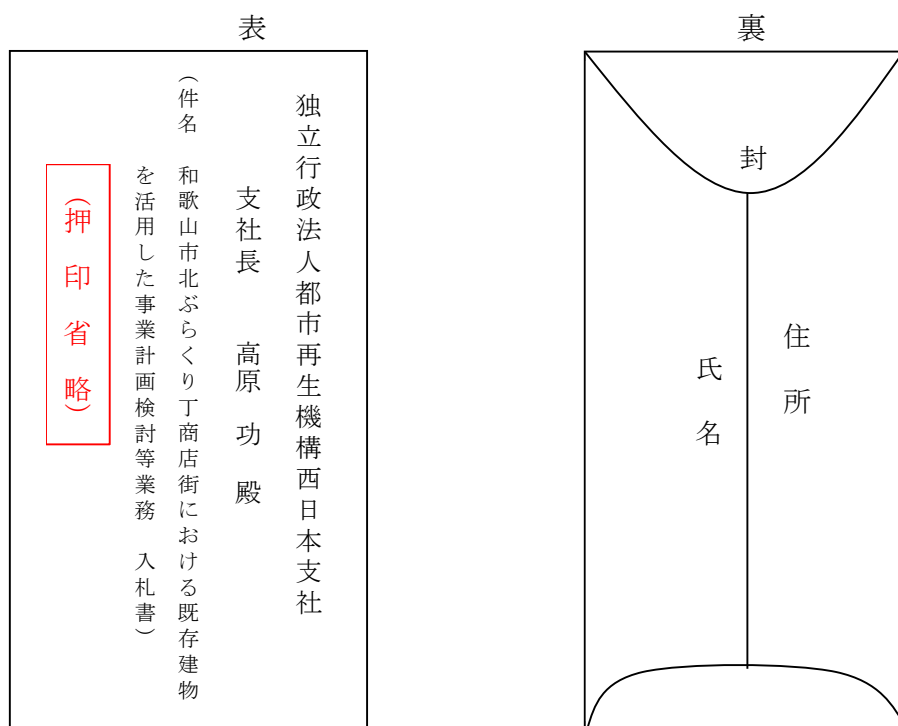 表
独立行政法人都市再生機構西日本支社
支社長 高原 功 殿
(件名 和歌山市北ぶらくり丁商店街における既存建物
を活用した事業計画検討等業務 入札書)
(押印省略)
裏
封
住所
氏名